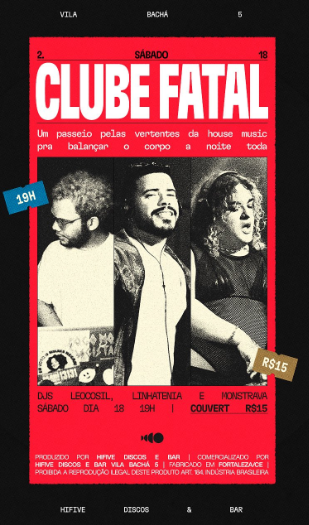 VILA BACHÁ 5
2. SÁBADO 18
CLUBE FATAL
Um passeio pelas vertentes da house music
pra balançar o corpo a noite toda
19H
R$15
DJS LEOCOSIL, LINHATENIA E MONSTRAVA
SÁBADO DIA 18 19H | COUVERT R$15
PRODUZIDO POR HIFIVE DISCOS E BAR | COMERCIALIZADO POR
HIFIVE DISCOS E BAR VILA BACHÁ 5 | FABRICADO EM FORTALEZA/CE |
PROIBIDA A REPRODUÇÃO LEGAL DESTE PRODUTO ART. 184. INDÚSTRIA BRASILEIRA
HIFIVE DISCOS & BAR